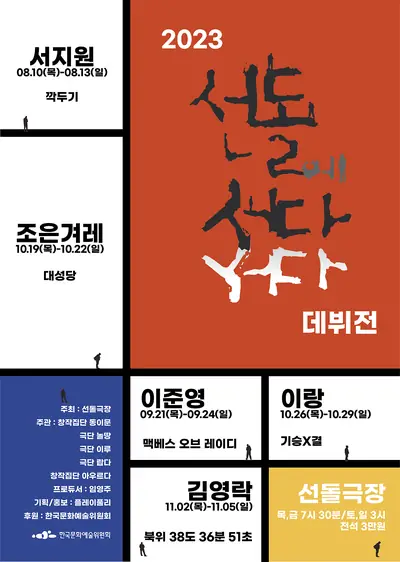 서지원
08.10(목)-08.13(일)
깍두기
2023
선돌에
서다
서다
데뷔전
조은겨레
10.19(목)-10.22(일)
대성당
주최 : 선돌극장
주관 : 창작집단 동이문
극단 놀땅
극단 이루
극단 랍다
창작집단 아우르다
프로듀서 : 임영주
기획/홍보 : 플레이폴리
후원 : 한국문화예술위원회
한국문화예술위원회
이준영
09.21(목)-09.24(일)
맥베스 오브 레이디
이랑
10.26(목)-10.29(일)
기승X결
김영락
11.02(목)-11.05(일)
북위 38도 36분 51초
선돌극장
목,금 7시 30분/토,일 3시
전석 3만원